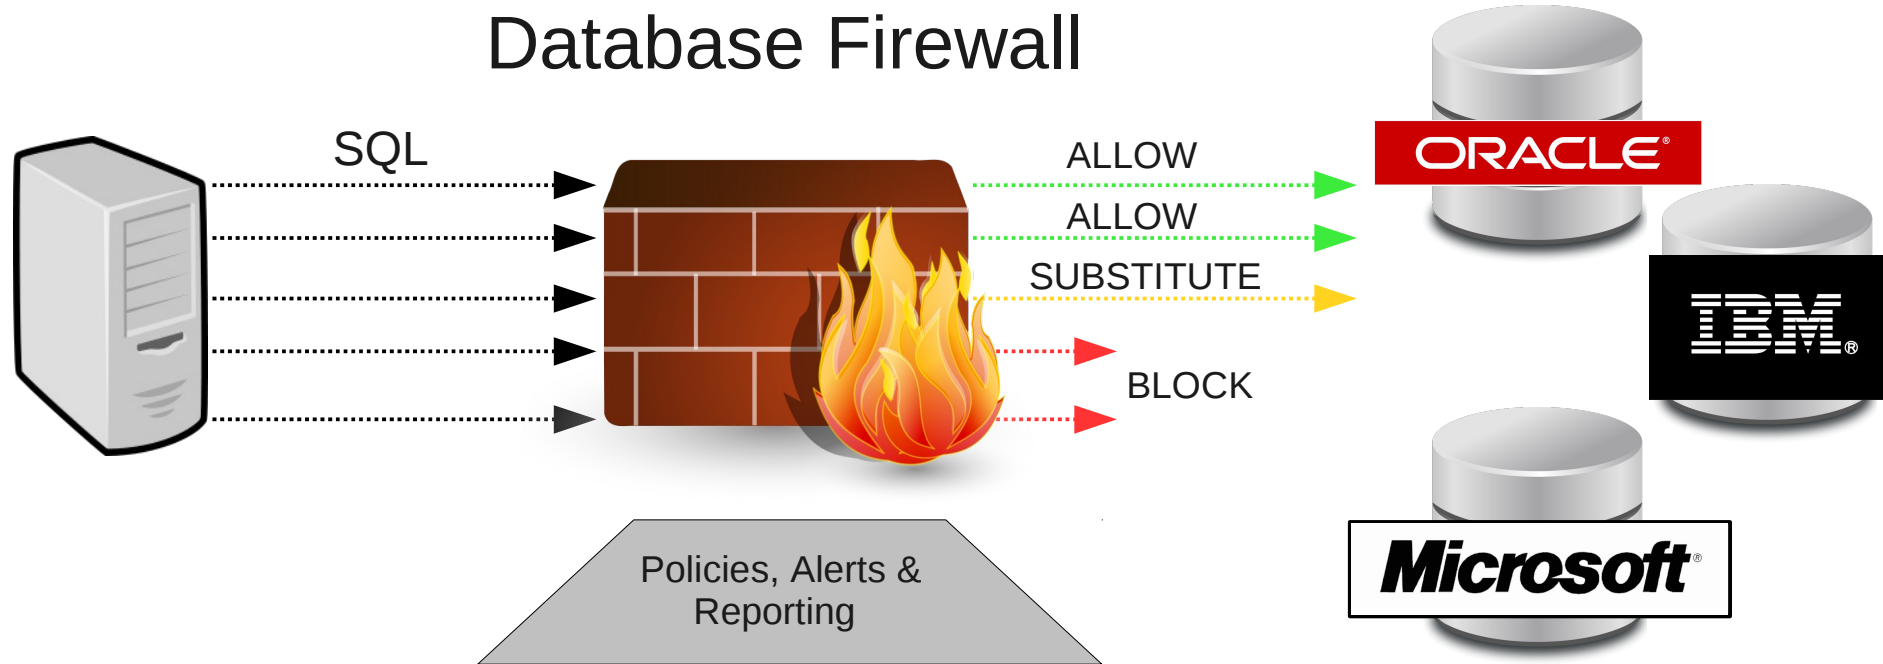 Database Firewall
SQL
ALLOW
ALLOW
SUBSTITUTE
BLOCK
ORACLE®
IBM®
Microsoft®
Policies, Alerts &
Reporting